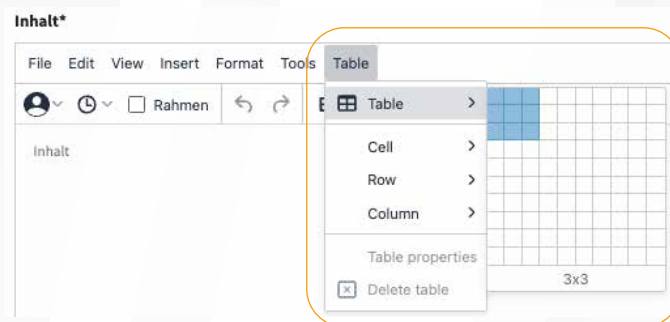 Inhalt*
File Edit View Insert Format Tools Table
Rahmen
Table
Inhalt
Cell
Row
Column
Table properties
3x3
Delete table